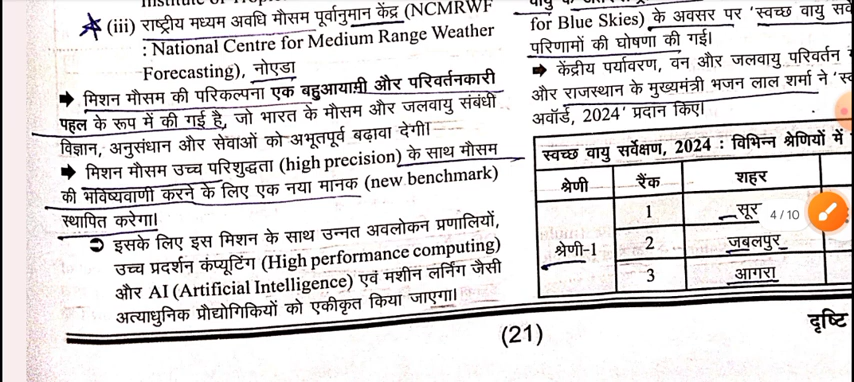 (iii) राष्ट्रीय मध्यम अवधि मौसम पूर्वानुमान केंद्र (NCMRWF
: National Centre for Medium Range Weather
Forecasting), नोएडा
➡ मिशन मौसम की परिकल्पना एक बहुआयामी और परिवर्तनकारी
पहल के रूप में की गई है, जो भारत के मौसम और जलवायु संबंधी
विज्ञान, अनुसंधान और सेवाओं को अभूतपूर्व बढ़ावा देगी।
➡ मिशन मौसम उच्च परिशुद्धता (high precision) के साथ मौसम
की भविष्यवाणी करने के लिए एक नया मानक (new benchmark)
स्थापित करेगा।
इसके लिए इस मिशन के साथ उन्नत अवलोकन प्रणालियों,
उच्च प्रदर्शन कंप्यूटिंग (High performance computing)
और AI (Artificial Intelligence) एवं मशीन लर्निंग जैसी
अत्याधुनिक प्रौद्योगिकियों को एकीकृत किया जाएगा।
for Blue Skies) के अवसर पर 'स्वच्छ वायु सर्वे
परिणामों की घोषणा की गई।
➡ केंद्रीय पर्यावरण, वन और जलवायु परिवर्तन
और राजस्थान के मुख्यमंत्री भजन लाल शर्मा ने
अवॉर्ड, 2024' प्रदान किए।
स्वच्छ वायु सर्वेक्षण, 2024 : विभिन्न श्रेणियों में
श्रेणी रैंक शहर
1 सूर
4/10
श्रेणी-1 2 जबलपुर
3 आगरा
(21)
दृष्टि